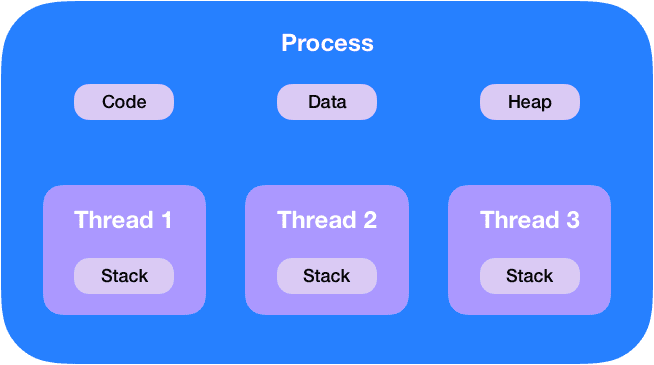 Process
Code
Data
Heap
Thread 1
Thread 2
Thread 3
Stack
Stack
Stack